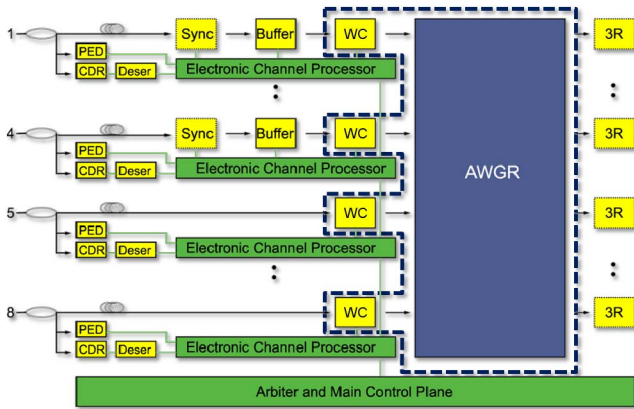 1 Sync Buffer WC 3R
PED
CDR Deser Electronic Channel Processor
4 Sync Buffer WC 3R
PED
CDR Deser Electronic Channel Processor
AWGR
5 WC 3R
PED
CDR Deser Electronic Channel Processor
8 WC 3R
PED
CDR Deser Electronic Channel Processor
Arbiter and Main Control Plane